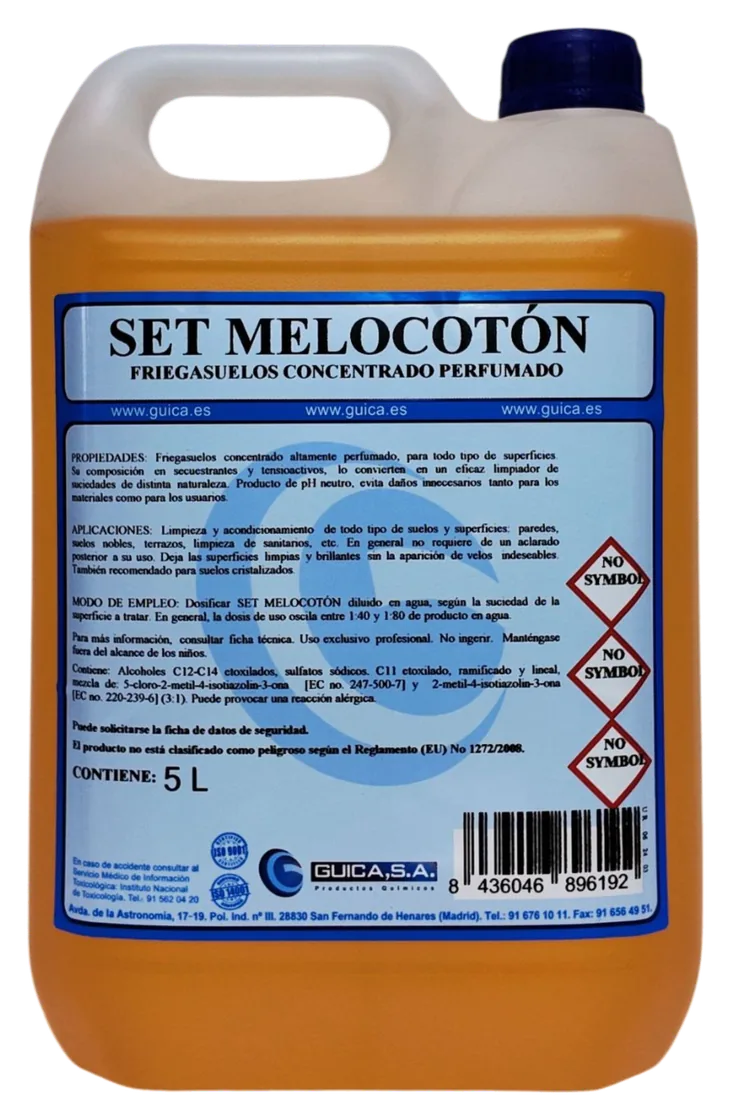 SET MELOCOTÓN
FRIEGASUELOS CONCENTRADO PERFUMADO
www.guica.es www.guica.es www.guica.es
PROPIEDADES: Friegasuelos concentrado altamente perfumado, para todo tipo de superficies.
Su composición en secuestrantes y tensioactivos, lo convierten en un eficaz limpiador de
suciedades de distinta naturaleza. Producto de pH neutro, evita daños innecesarios tanto para los
materiales como para los usuarios.
APLICACIONES: Limpieza y acondicionamiento de todo tipo de suelos y superficies: paredes,
suelos nobles, terrazos, limpieza de sanitarios, etc. En general no requiere de un aclarado
posterior a su uso. Deja las superficies limpias y brillantes sin la aparición de velos indeseables.
También recomendado para suelos cristalizados.
MODO DE EMPLEO: Dosificar SET MELOCOTÓN diluido en agua, según la suciedad de la
superficie a tratar. En general, la dosis de uso oscila entre 1:40 y 1:80 de producto en agua.
Para más información, consultar ficha técnica. Uso exclusivo profesional. No ingerir. Manténgase
fuera del alcance de los niños.
Contiene: Alcoholes C12-C14 etoxilados, sulfatos sódicos. C11 etoxilado, ramificado y lineal,
mezcla de: 5-cloro-2-metil-4-isotiazolin-3-ona [EC no. 247-500-7] y 2-metil-4-isotiazolin-3-ona
[EC no. 220-239-6] (3:1). Puede provocar una reacción alérgica.
Puede solicitarse la ficha de datos de seguridad.
El producto no está clasificado como peligroso según el Reglamento (EU) No 1272/2008.
CONTIENE: 5 L
NO
SYMBOL
NO
SYMBOL
NO
SYMBOL
En caso de accidente consultar al
Servicio Médico de Información
Toxicológica: Instituto Nacional
de Toxicología. Tel.: 91 562 04 20
ISO 9001
ISO 14001
GUICA,S.A.
Productos Químicos
8 436046 896192
Avda. de la Astronomía, 17-19. Pol. Ind. nº III. 28830 San Fernando de Henares (Madrid). Tel.: 91 676 10 11. Fax: 91 656 49 51.